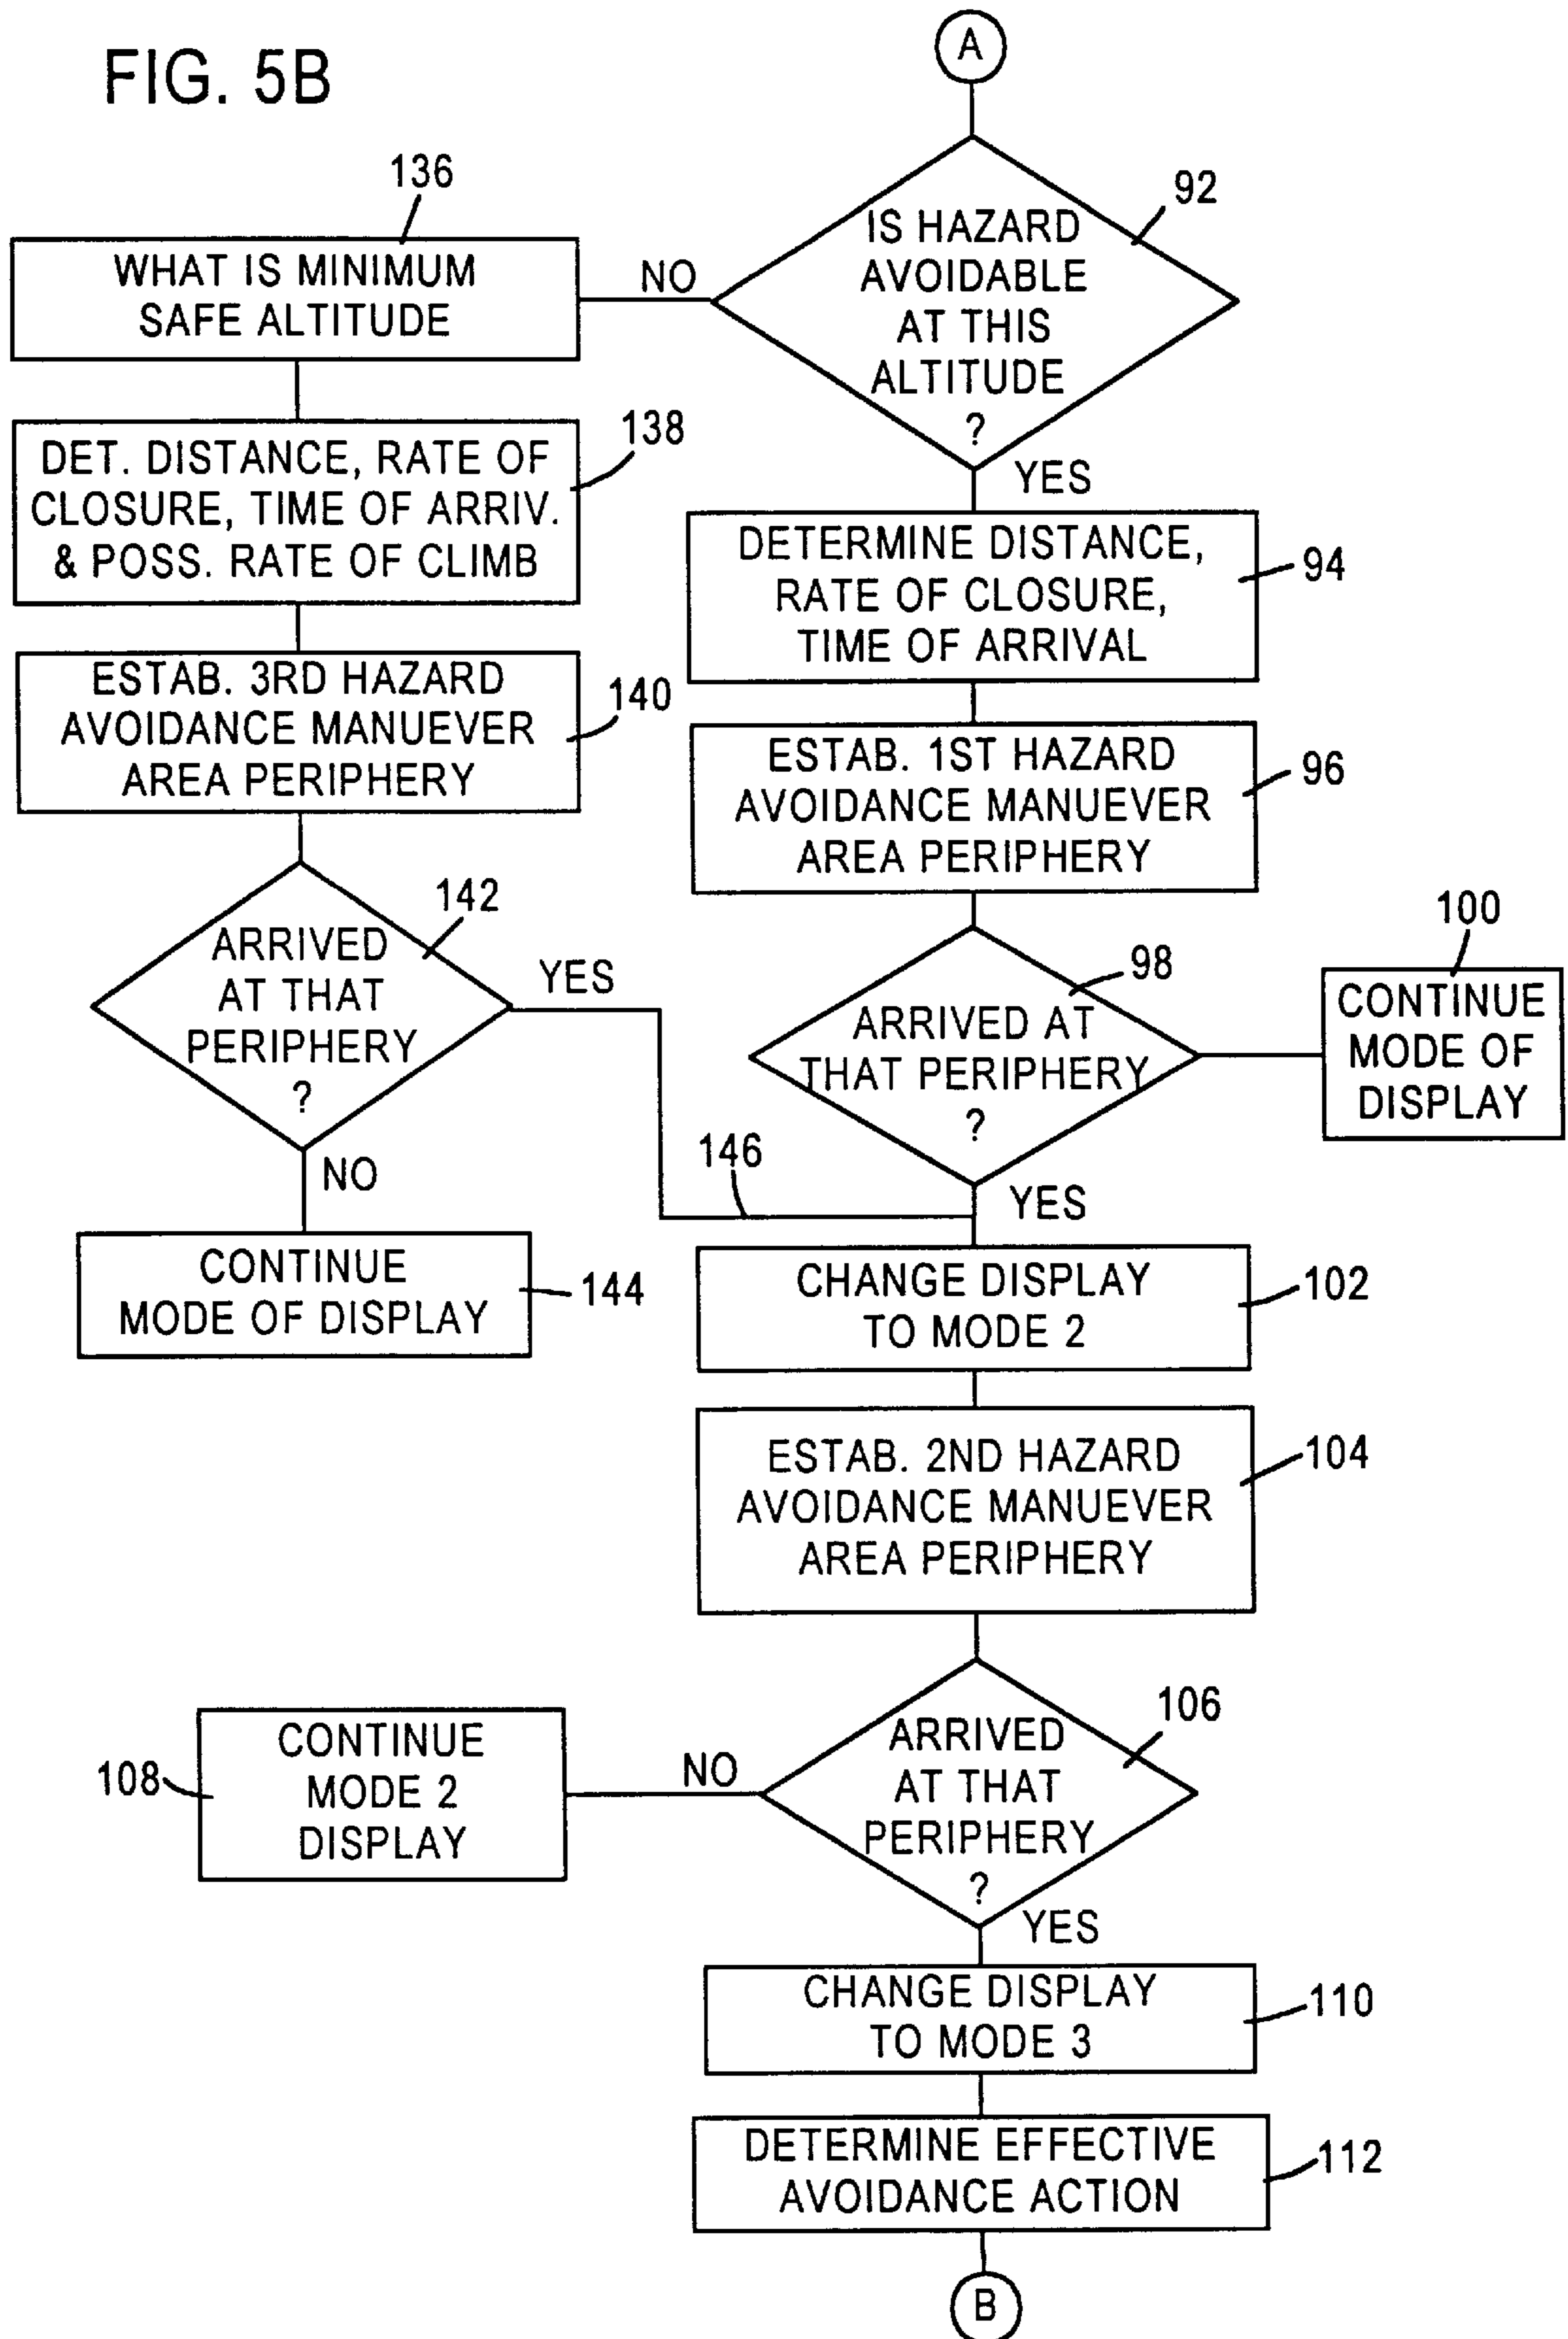 FIG. 5B
A
136
WHAT IS MINIMUM
SAFE ALTITUDE
NO
92
IS HAZARD
AVOIDABLE
AT THIS
ALTITUDE
?
YES
138
DET. DISTANCE, RATE OF
CLOSURE, TIME OF ARRIV.
& POSS. RATE OF CLIMB
DETERMINE DISTANCE,
RATE OF CLOSURE,
TIME OF ARRIVAL
94
ESTAB. 3RD HAZARD
AVOIDANCE MANUEVER
AREA PERIPHERY
140
ESTAB. 1ST HAZARD
AVOIDANCE MANUEVER
AREA PERIPHERY
96
142
ARRIVED
AT THAT
PERIPHERY
?
YES
NO
98
ARRIVED AT
THAT PERIPHERY
?
YES
100
CONTINUE
MODE OF
DISPLAY
146
CONTINUE
MODE OF DISPLAY
144
CHANGE DISPLAY
TO MODE 2
102
ESTAB. 2ND HAZARD
AVOIDANCE MANUEVER
AREA PERIPHERY
104
106
ARRIVED
AT THAT
PERIPHERY
?
NO
108
CONTINUE
MODE 2
DISPLAY
YES
CHANGE DISPLAY
TO MODE 3
110
DETERMINE EFFECTIVE
AVOIDANCE ACTION
112
B